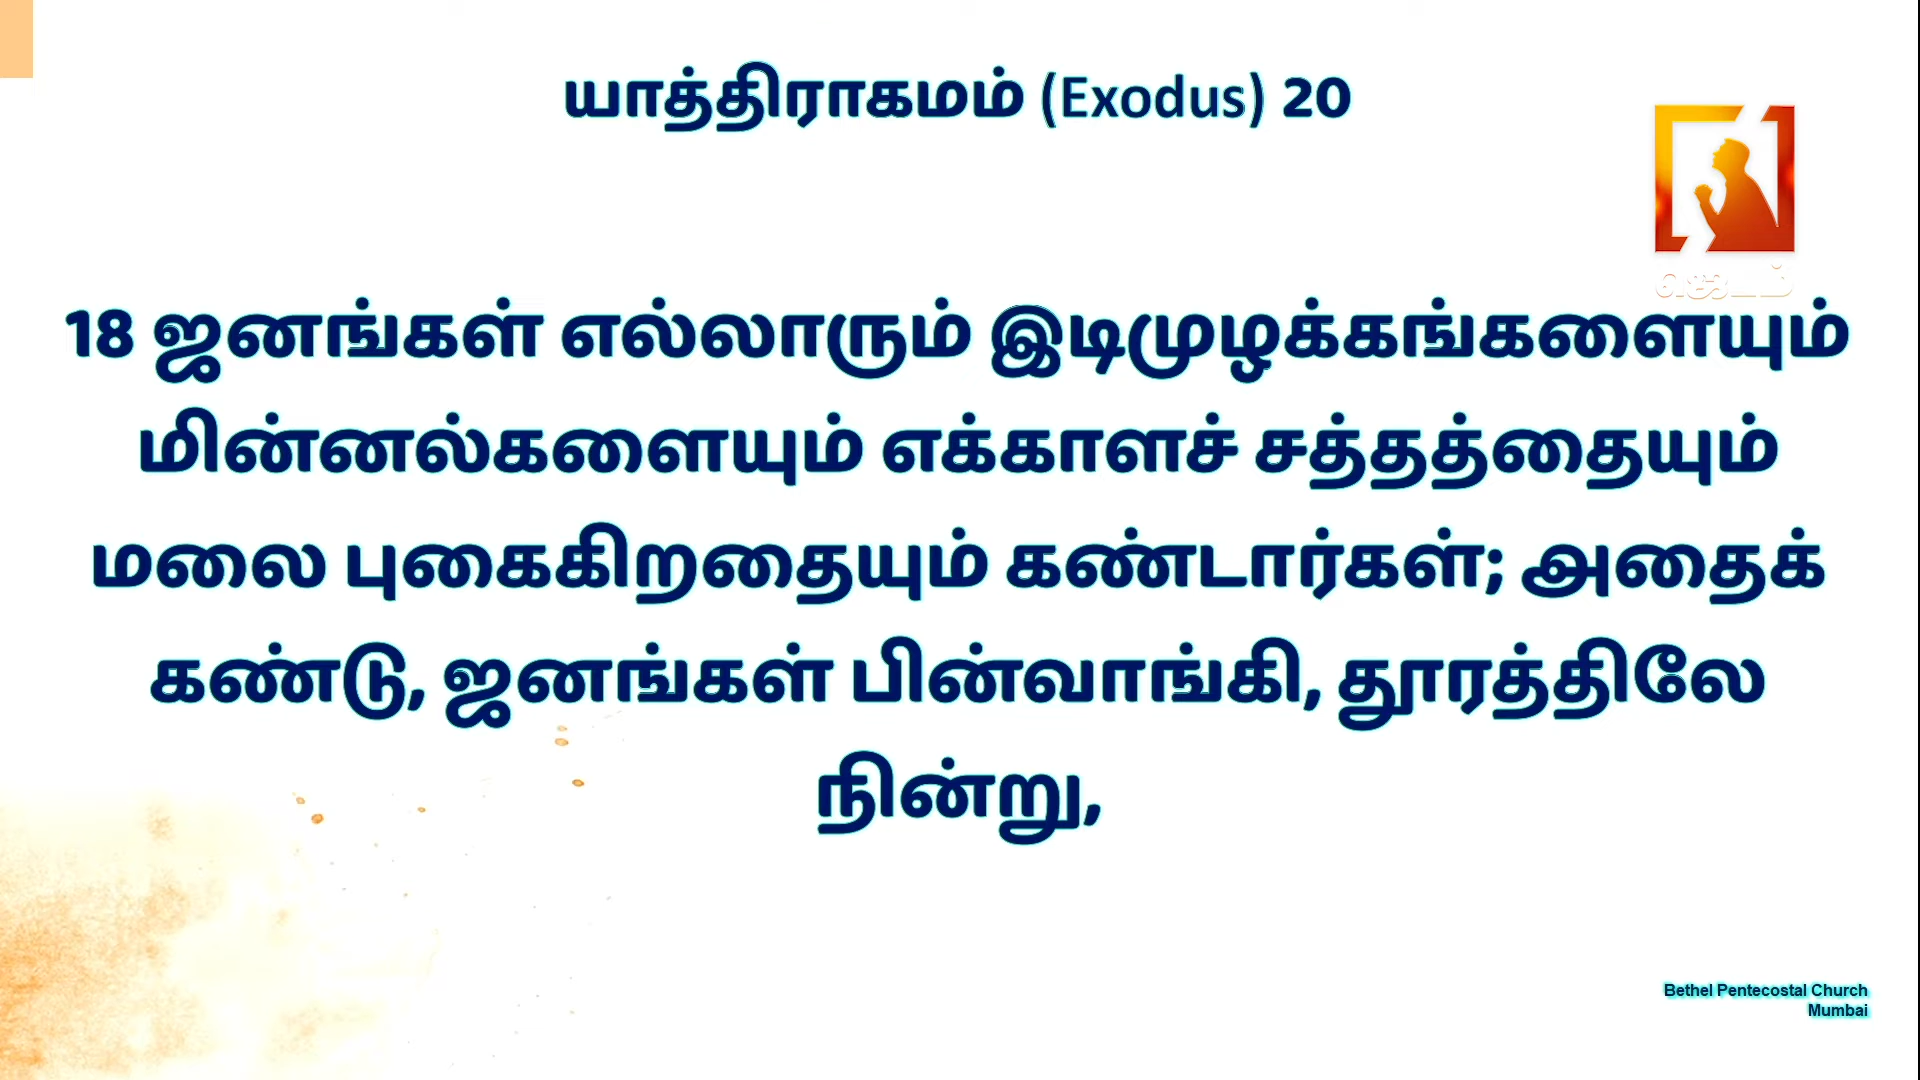 யாத்திராகமம் (Exodus) 20
ஜெபம்
18 ஜனங்கள் எல்லாரும் இடிமுழக்கங்களையும்
மின்னல்களையும் எக்காளச் சத்தத்தையும்
மலை புகைகிறதையும் கண்டார்கள்; அதைக்
கண்டு, ஜனங்கள் பின்வாங்கி, தூரத்திலே
நின்று,
Bethel Pentecostal Church
Mumbai